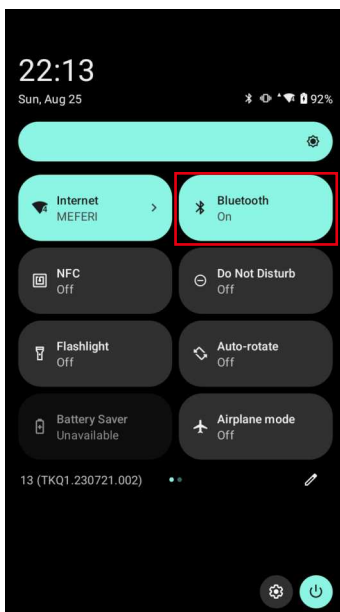 22:13
Sun, Aug 25
92%
Internet
MEFERI
Bluetooth
On
NFC
Off
Do Not Disturb
Off
Flashlight
Off
Auto-rotate
Off
Battery Saver
Unavailable
Airplane mode
Off
13 (TKQ1.230721.002)